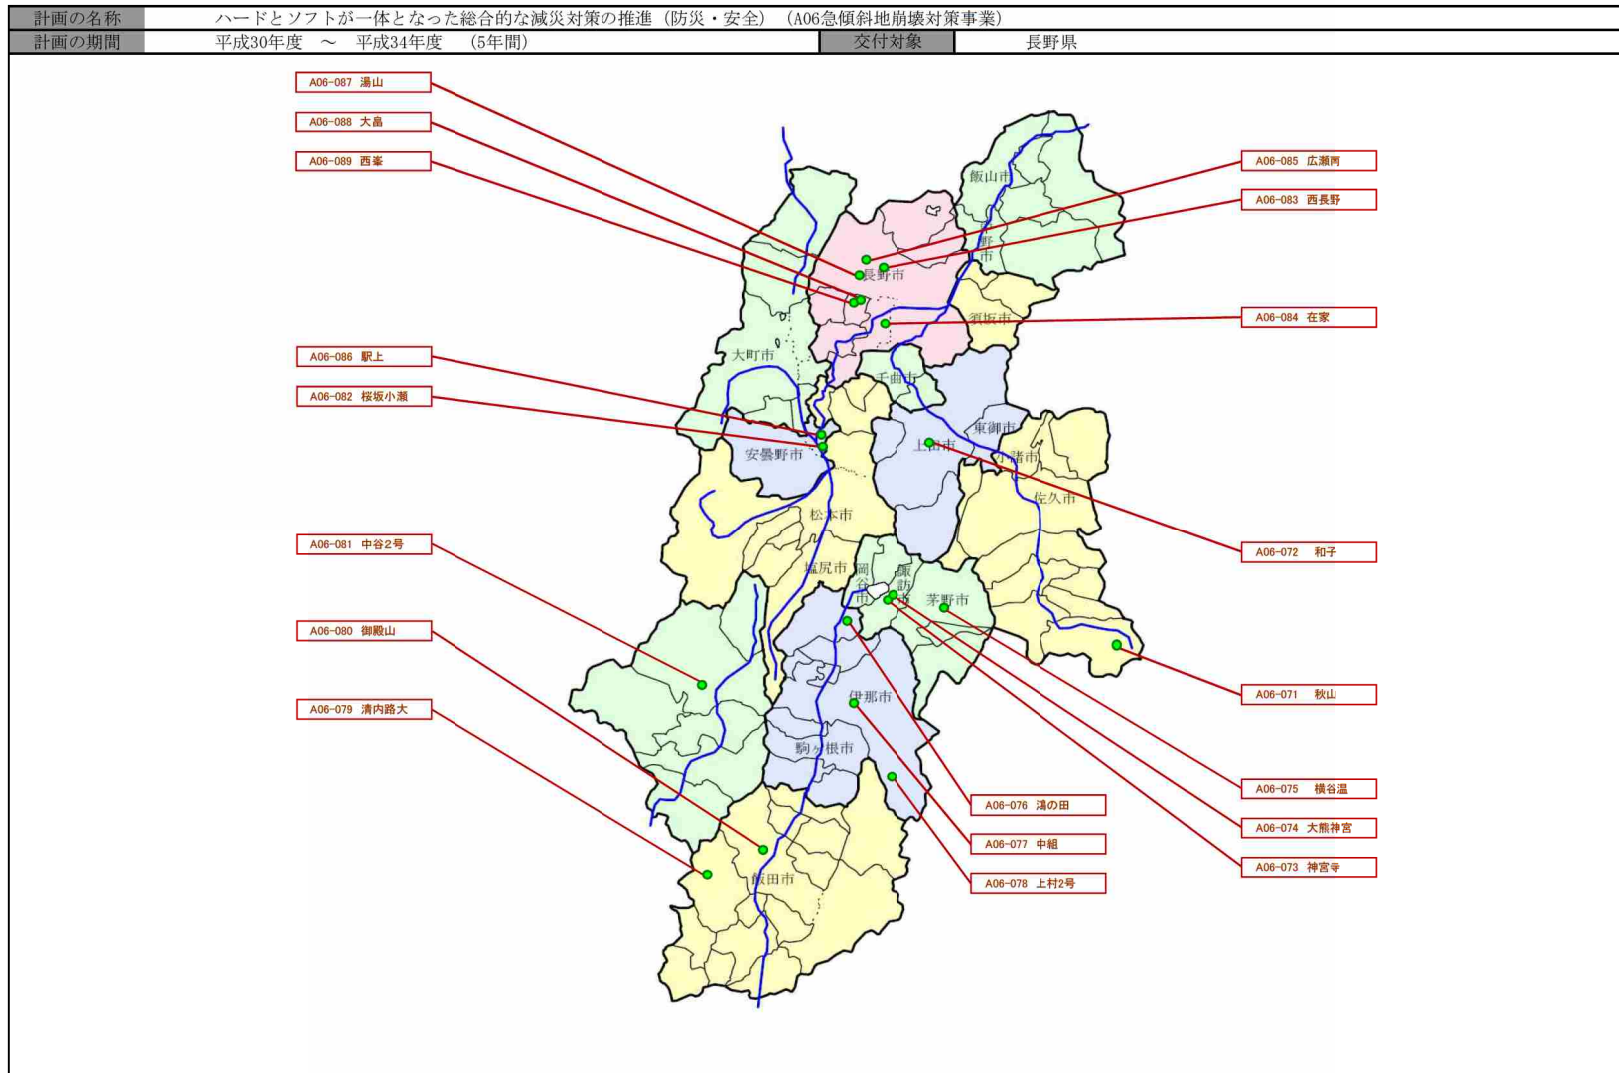 計画の名称 ハードとソフトが一体となった総合的な減災対策の推進（防災・安全）（A06急傾斜地崩壊対策事業）
計画の期間 平成30年度 ～ 平成34年度 （5年間） 交付対象 長野県
A06-087 湯山
A06-088 大畠
A06-089 西峯
A06-085 広瀬西
A06-083 西長野
A06-084 在家
A06-086 駅上
A06-082 桜坂小瀬
A06-081 中谷2号
A06-080 御殿山
A06-079 清内路大
A06-072 和子
A06-071 秋山
A06-075 横谷温
A06-074 大熊神宮
A06-073 神宮寺
A06-076 湯の田
A06-077 中組
A06-078 上村2号
飯山市
野市
長野市
須坂市
大町市
千曲市
東御市
上田市
小諸市
安曇野市
佐久市
松本市
塩尻市
岡谷市
諏訪市
茅野市
伊那市
駒ヶ根市
飯田市